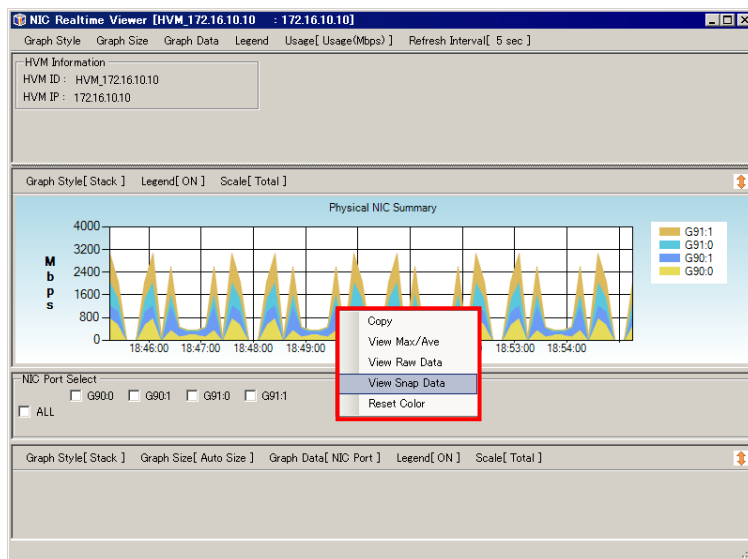 NIC Realtime Viewer [HVM_172.16.10.10 : 172.16.10.10]
Graph Style Graph Size Graph Data Legend Usage[ Usage(Mbps) ] Refresh Interval[ 5 sec ]
HVM Information
HVM ID : HVM_172.16.10.10
HVM IP : 172.16.10.10
Graph Style[ Stack ] Legend[ ON ] Scale[ Total ]
Physical NIC Summary
Mbps
4000
3200
2400
1600
800
0
18:46:00 18:47:00 18:48:00 18:49:00 18:53:00 18:54:00
G91:1
G91:0
G90:1
G90:0
Copy
View Max/Ave
View Raw Data
View Snap Data
Reset Color
NIC Port Select
G90:0 G90:1 G91:0 G91:1
ALL
Graph Style[ Stack ] Graph Size[ Auto Size ] Graph Data[ NIC Port ] Legend[ ON ] Scale[ Total ]